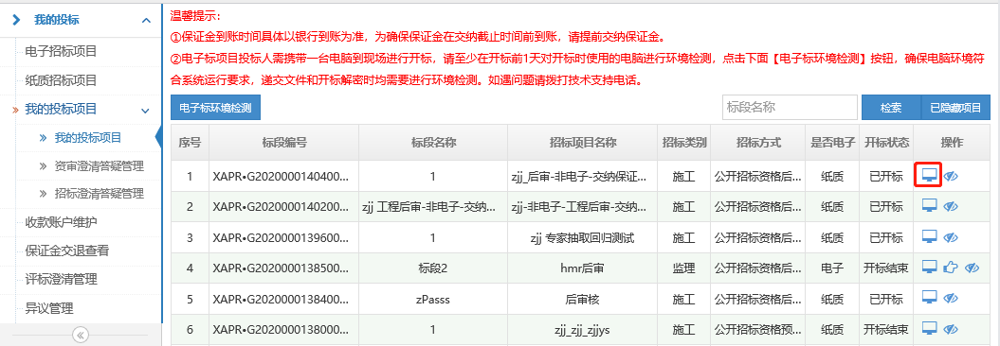 我的投标
电子招标项目
纸质招标项目
我的投标项目
我的投标项目
资审澄清答疑管理
招标澄清答疑管理
收款账户维护
保证金交退查看
评标澄清管理
异议管理
温馨提示:
①保证金到账时间具体以银行到账为准，为确保保证金在交纳截止时间前到账，请提前交纳保证金。
②电子标项目投标人需携带一台电脑到现场进行开标，请至少在开标前1天对开标时使用的电脑进行环境检测，点击下面【电子标环境检测】按钮，确保电脑环境符
合系统运行要求，递交文件和开标解密时均需要进行环境检测。如遇问题请拨打技术支持电话。
电子标环境检测 标段名称 检索 已隐藏项目
序号 标段编号 标段名称 招标项目名称 招标类别 招标方式 是否电子 开标状态 操作
1 XAPR•G2020000140400... 1 zjj_后审-非电子-交纳保证... 施工 公开招标资格后... 纸质 已开标
2 XAPR•G2020000140200... zjj 工程后审-非电子-交纳... zjj-非电子-工程后审-交纳... 施工 公开招标资格后... 纸质 已开标
3 XAPR•G2020000139600... 1 zjj 专家抽取回归测试 施工 公开招标资格后... 纸质 已开标
4 XAPR•G2020000138500... 标段2 hmr后审 监理 公开招标资格后... 电子 开标结束
5 XAPR•G2020000138400... zPasss 后审核 施工 公开招标资格后... 纸质 已开标
6 XAPR•G2020000138000... 1 zjj_zjj_zjjys 施工 公开招标资格预... 纸质 开标结束